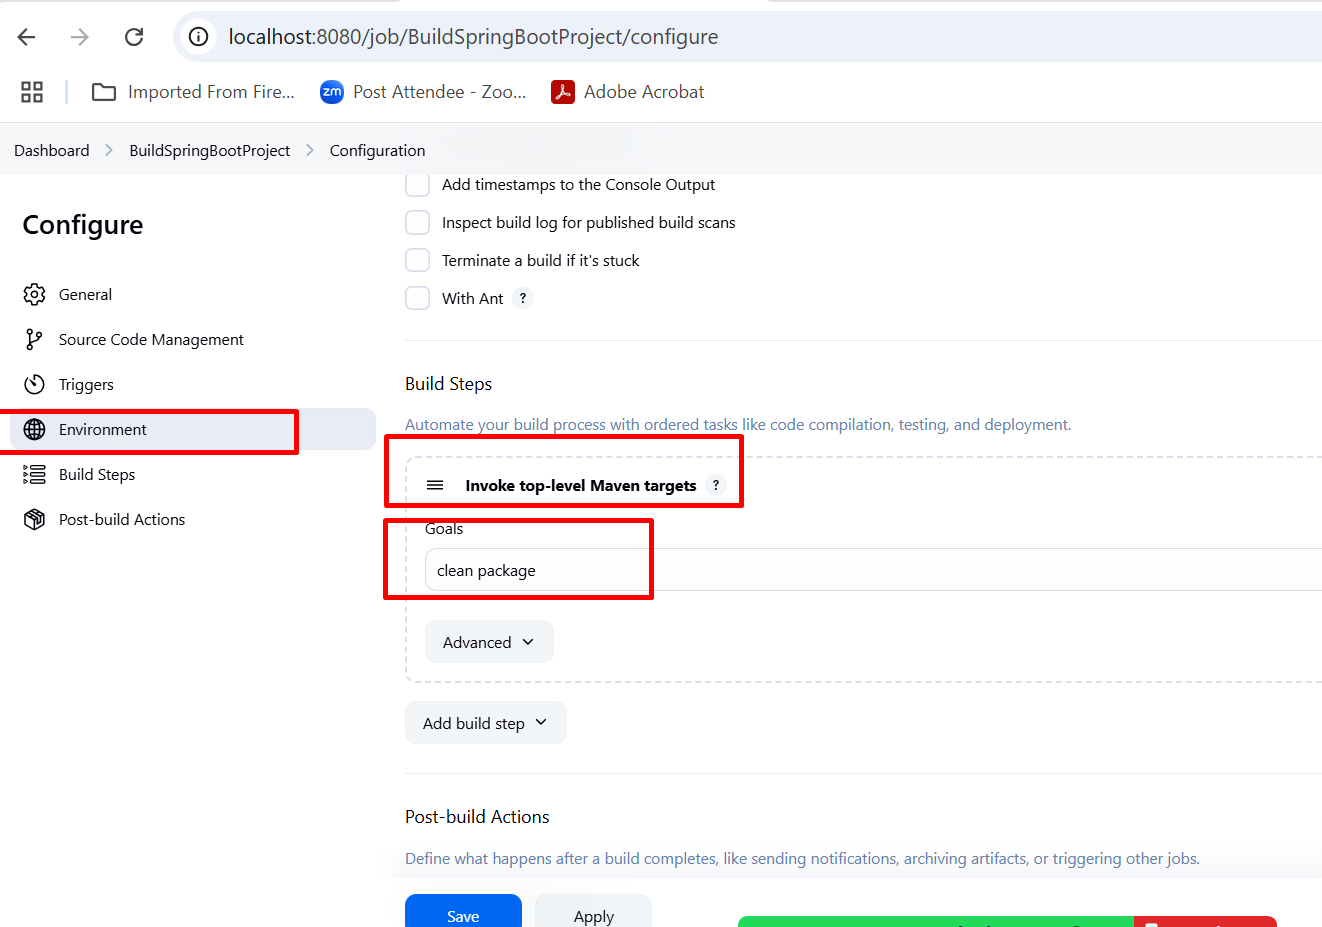 localhost:8080/job/BuildSpringBootProject/configure
Imported From Fire... zm Post Attendee - Zoo... Adobe Acrobat
Dashboard BuildSpringBootProject Configuration
Add timestamps to the Console Output
Configure
Inspect build log for published build scans
Terminate a build if it's stuck
General
With Ant ?
Source Code Management
Triggers
Build Steps
Environment
Automate your build process with ordered tasks like code compilation, testing, and deployment.
Build Steps
Invoke top-level Maven targets ?
Post-build Actions
Goals
clean package
Advanced
Add build step
Post-build Actions
Define what happens after a build completes, like sending notifications, archiving artifacts, or triggering other jobs.
Save Apply